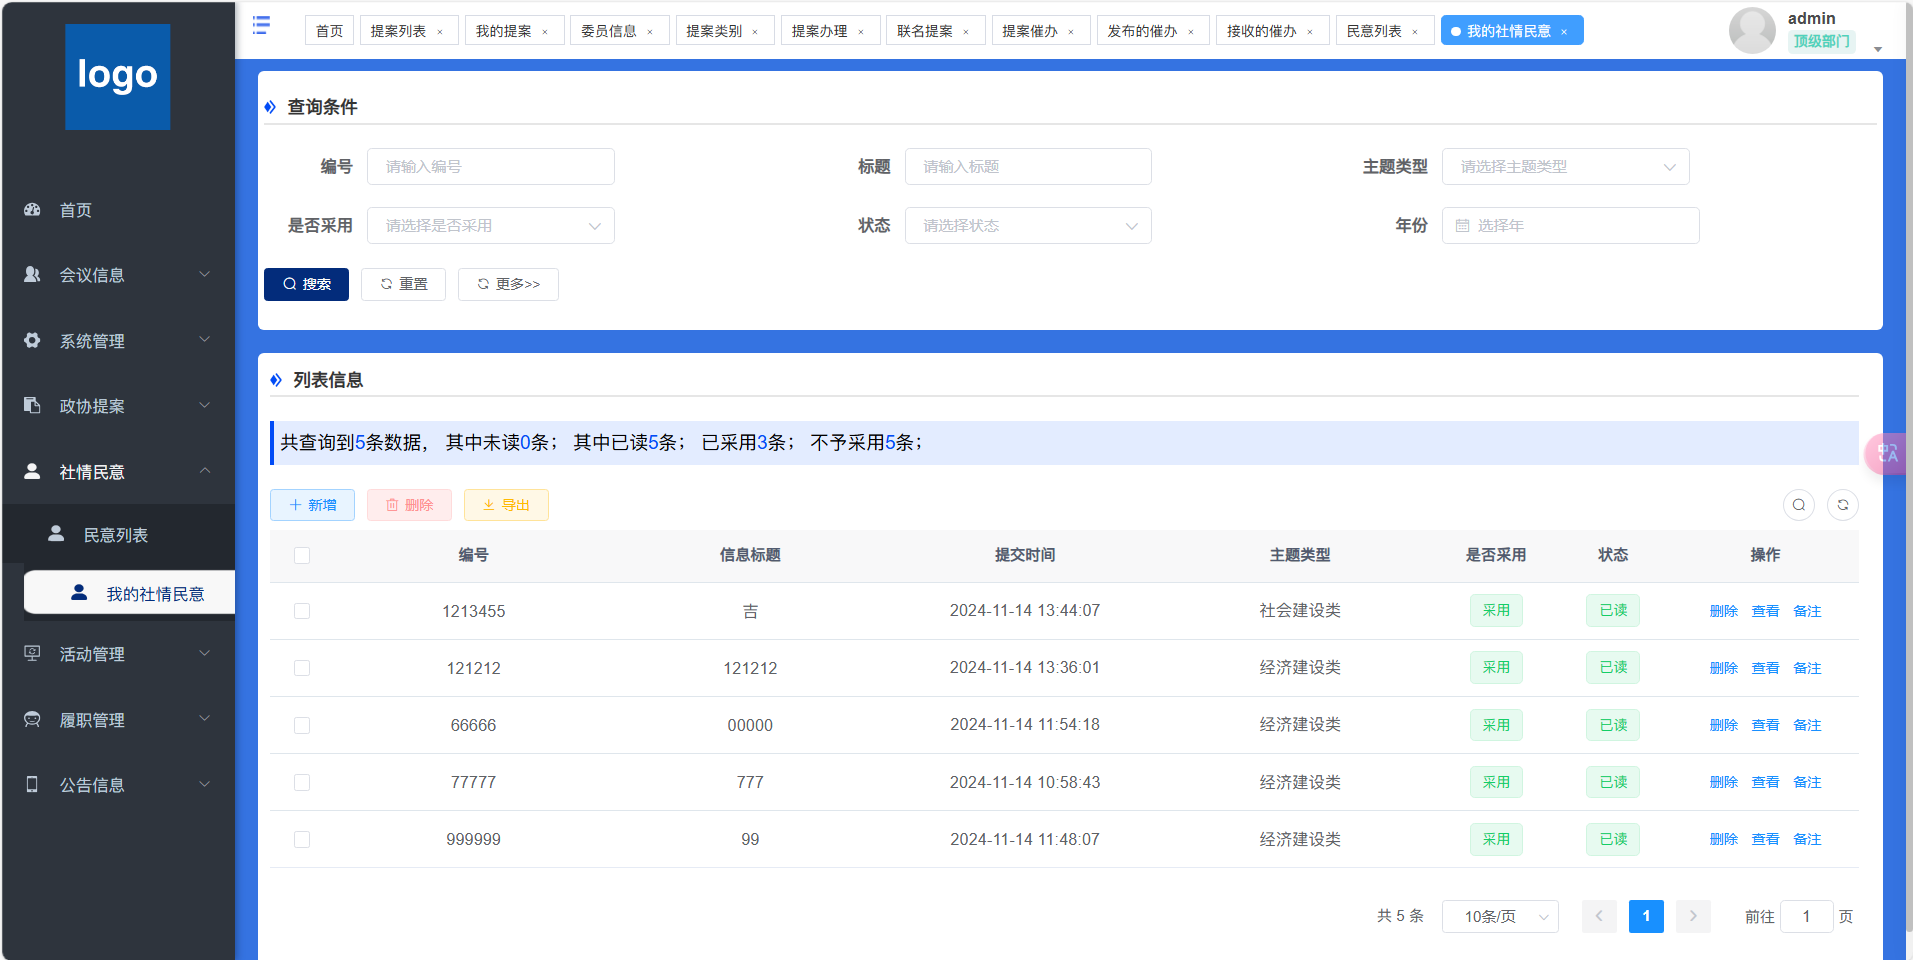 logo
首页
会议信息
系统管理
政协提案
社情民意
民意列表
我的社情民意
活动管理
履职管理
公告信息
首页 提案列表 × 我的提案 × 委员信息 × 提案类别 × 提案办理 × 联名提案 × 提案催办 × 发布的催办 × 接收的催办 × 民意列表 × 我的社情民意 ×
admin
顶级部门
查询条件
编号 请输入编号 标题 请输入标题 主题类型 请选择主题类型
是否采用 请选择是否采用 状态 请选择状态 年份 选择年
搜索 重置 更多>>
列表信息
共查询到5条数据， 其中未读0条； 其中已读5条； 已采用3条； 不予采用5条；
新增 删除 导出
编号 信息标题 提交时间 主题类型 是否采用 状态 操作
1213455 吉 2024-11-14 13:44:07 社会建设类 采用 已读 删除 查看 备注
121212 121212 2024-11-14 13:36:01 经济建设类 采用 已读 删除 查看 备注
66666 00000 2024-11-14 11:54:18 经济建设类 采用 已读 删除 查看 备注
77777 777 2024-11-14 10:58:43 经济建设类 采用 已读 删除 查看 备注
999999 99 2024-11-14 11:48:07 经济建设类 采用 已读 删除 查看 备注
共 5 条 10条/页 1 前往 1 页